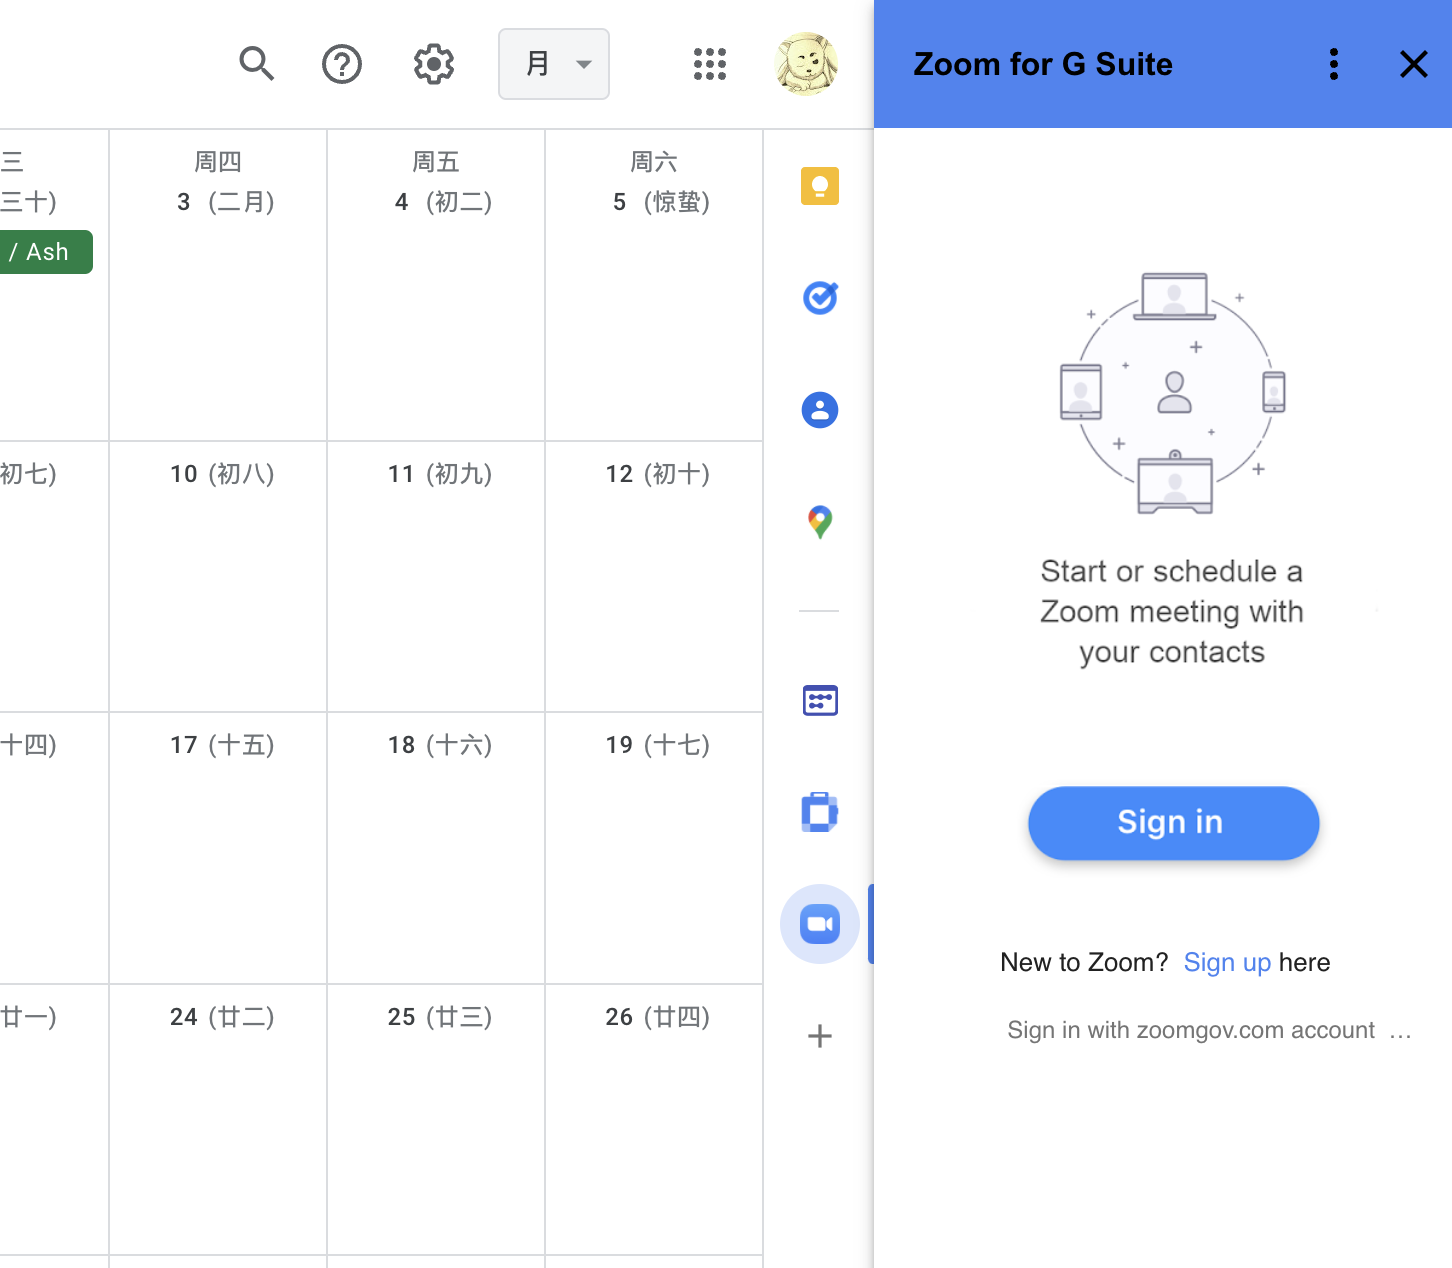 月
Zoom for G Suite
三 周四 周五 周六
三十) 3 (二月) 4 (初二) 5 (惊蛰)
/ Ash
初七) 10 (初八) 11 (初九) 12 (初十)
十四) 17 (十五) 18 (十六) 19 (十七)
廿一) 24 (廿二) 25 (廿三) 26 (廿四)
Start or schedule a
Zoom meeting with
your contacts
Sign in
New to Zoom? Sign up here
Sign in with zoomgov.com account ...